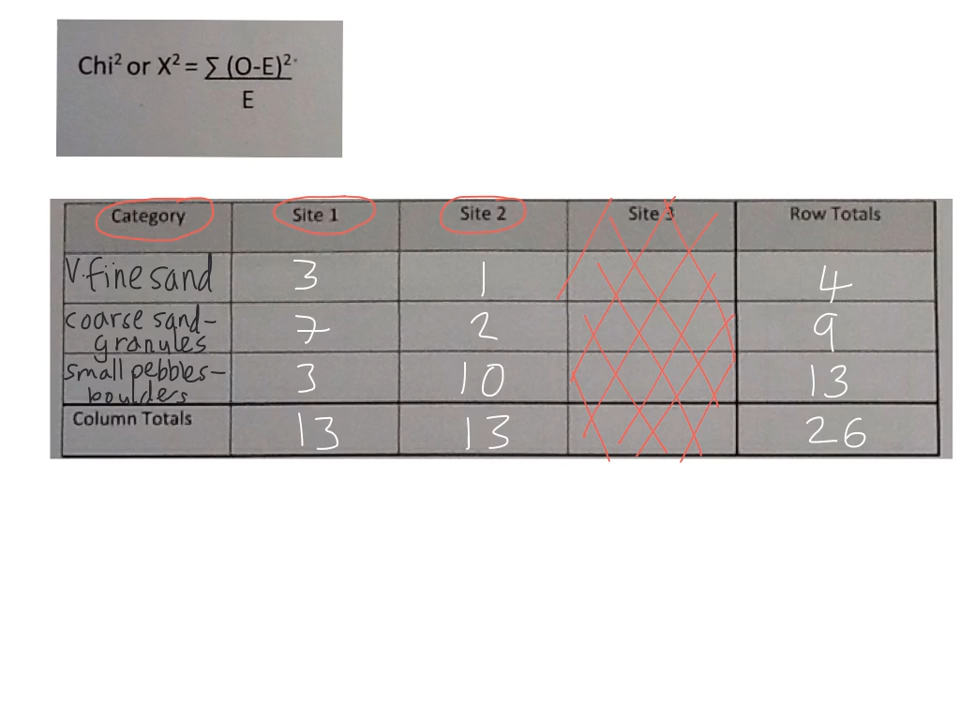 Chi² or X² = ∑ (O-E)²
E
Category Site 1 Site 2 Site 3 Row Totals
V.fine sand 3 1 4
coarse sand-
granules 7 2 9
small pebbles-
boulders 3 10 13
Column Totals 13 13 26